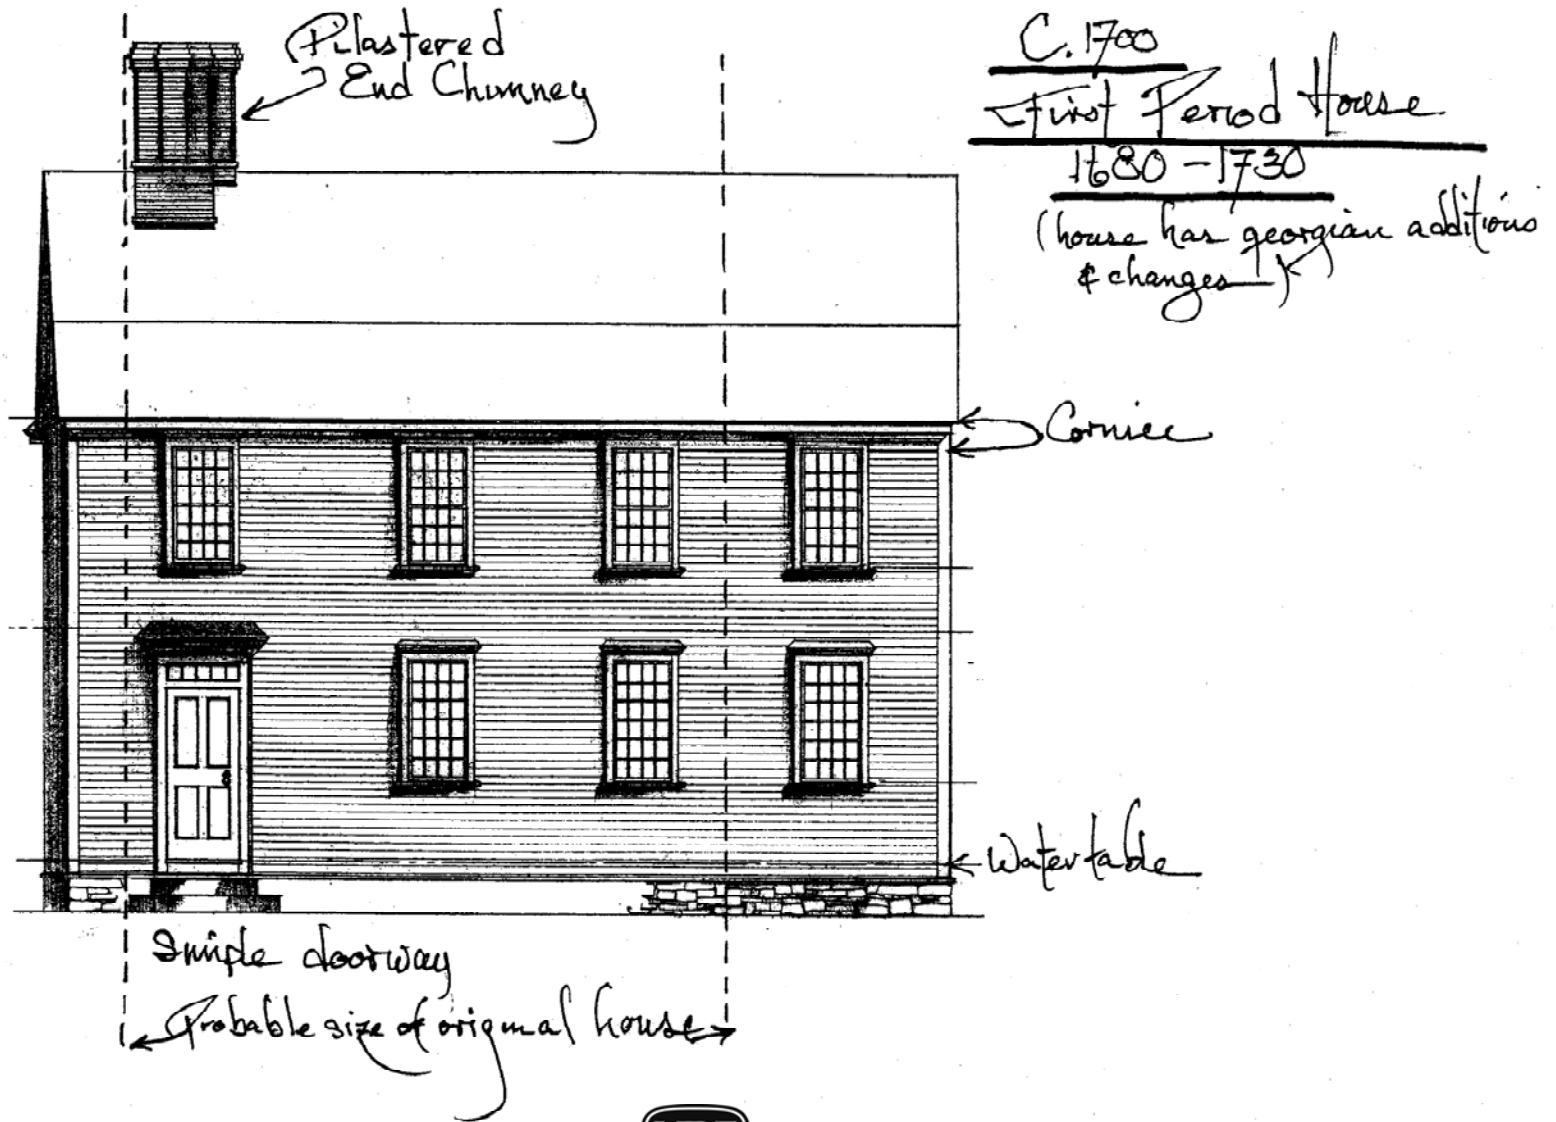 C. 1700
First Period House
1680 - 1730
(house has georgian additions
& changes)
Pilastered
End Chimney
Cornice
Watertable
Simple doorway
Probable size of original house